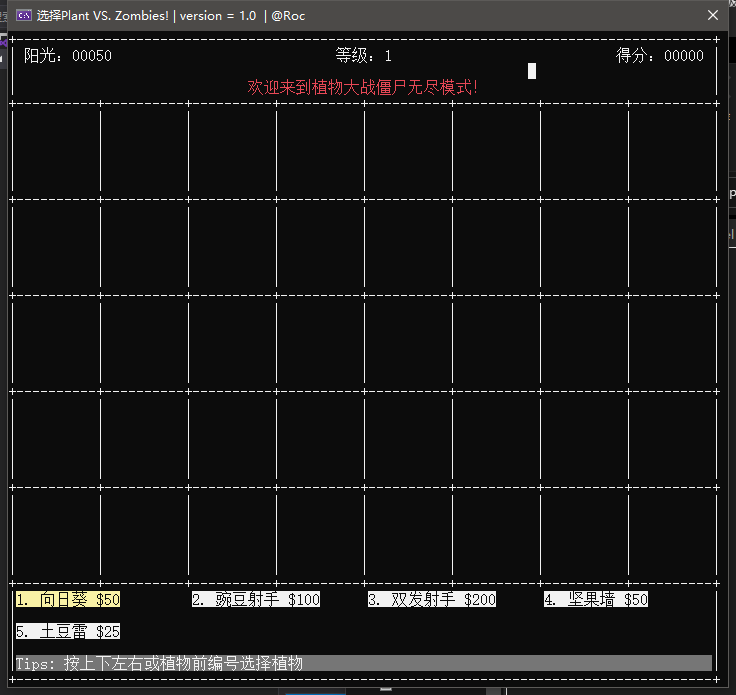 选择Plant VS. Zombies! | version = 1.0 | @Roc
阳光: 00050 等级: 1 得分: 00000
欢迎来到植物大战僵尸无尽模式!
1. 向日葵 $50 2. 豌豆射手 $100 3. 双发射手 $200 4. 坚果墙 $50
5. 土豆雷 $25
Tips: 按上下左右或植物前编号选择植物